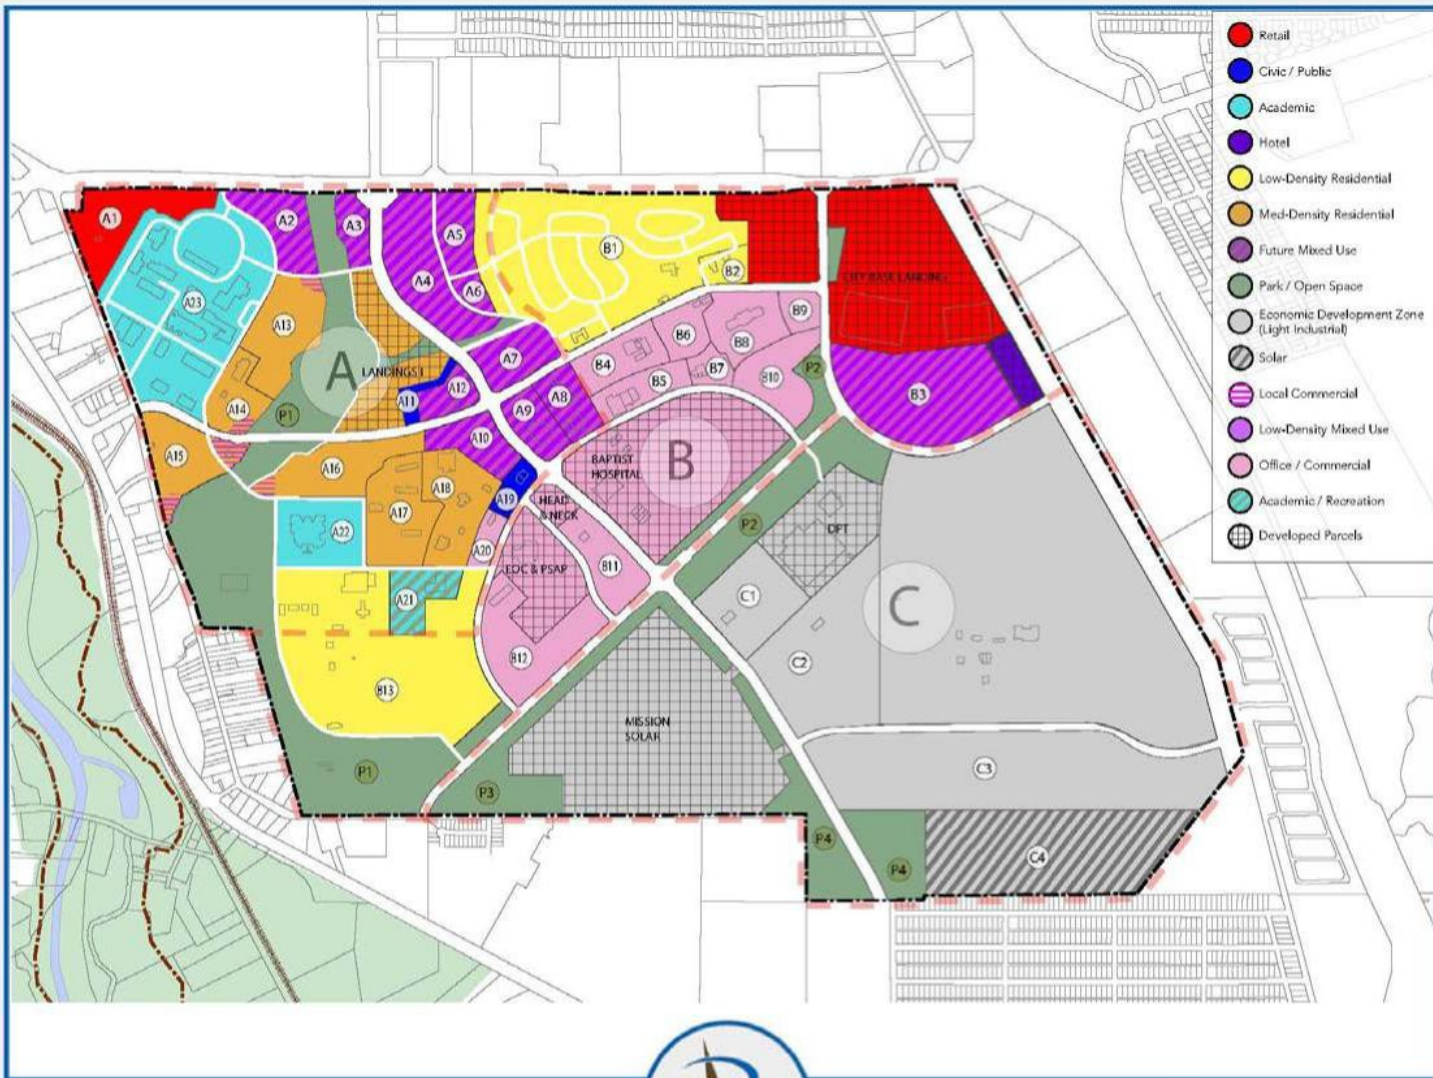 Retail
Civic / Public
Academic
Hotel
Low-Density Residential
Med-Density Residential
Future Mixed Use
Park / Open Space
Economic Development Zone
(Light Industrial)
Solar
Local Commercial
Low-Density Mixed Use
Office / Commercial
Academic / Recreation
Developed Parcels
A1
A2
A3
A4
A5
A6
B1
B2
CITY BASE LANDING
A23
A13
A
LANDINGS I
A7
A12
A11
A8
A9
A10
A14
P1
B4
B5
B6
B7
B8
B9
B10
P2
B3
A15
A16
A17
A18
A19
A20
BAPTIST
HOSPITAL
B
HEAD
& NECK
A22
A21
EOC & PSAP
B11
B12
P2
DPT
C1
C2
C
B13
MISSION
SOLAR
P1
P3
C3
P4
P4
C4